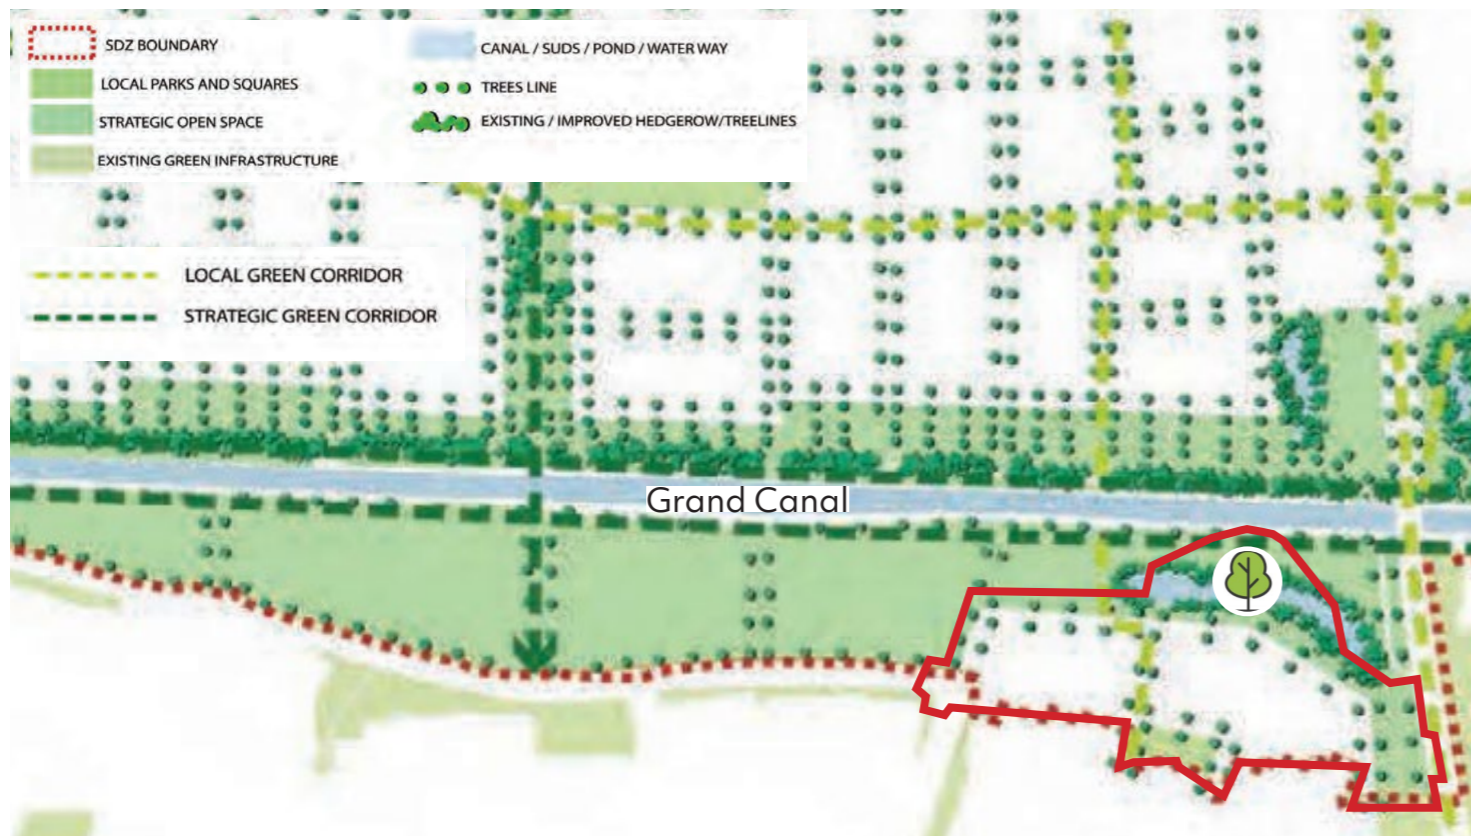 SDZ BOUNDARY
LOCAL PARKS AND SQUARES
STRATEGIC OPEN SPACE
EXISTING GREEN INFRASTRUCTURE
CANAL / SUDS / POND / WATER WAY
TREES LINE
EXISTING / IMPROVED HEDGEROW/TREELINES
LOCAL GREEN CORRIDOR
STRATEGIC GREEN CORRIDOR
Grand Canal